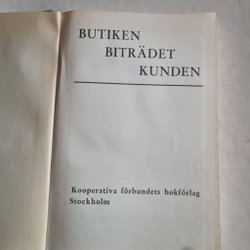 BUTIKEN
BITRÄDET
KUNDEN
Kooperativa förbundets bokförlag
Stockholm